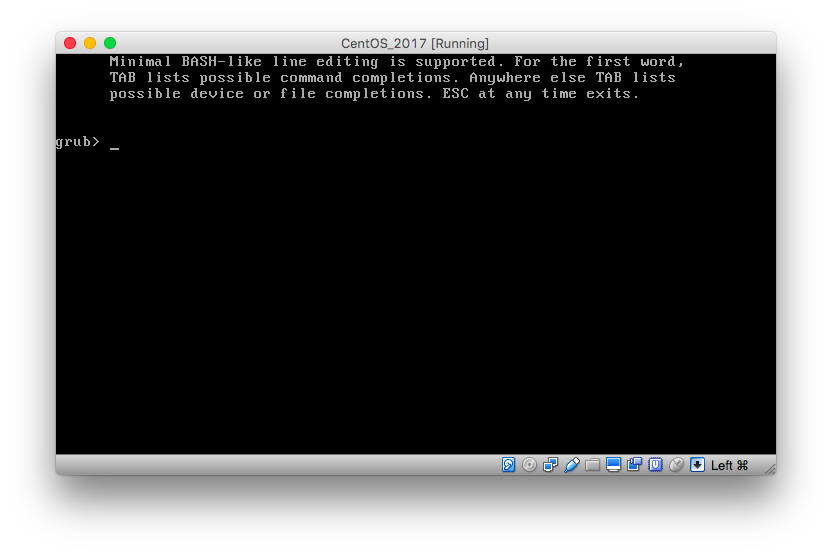 CentOS_2017 [Running]
Minimal BASH-like line editing is supported. For the first word,
TAB lists possible command completions. Anywhere else TAB lists
possible device or file completions. ESC at any time exits.
grub> _
Left ⌘